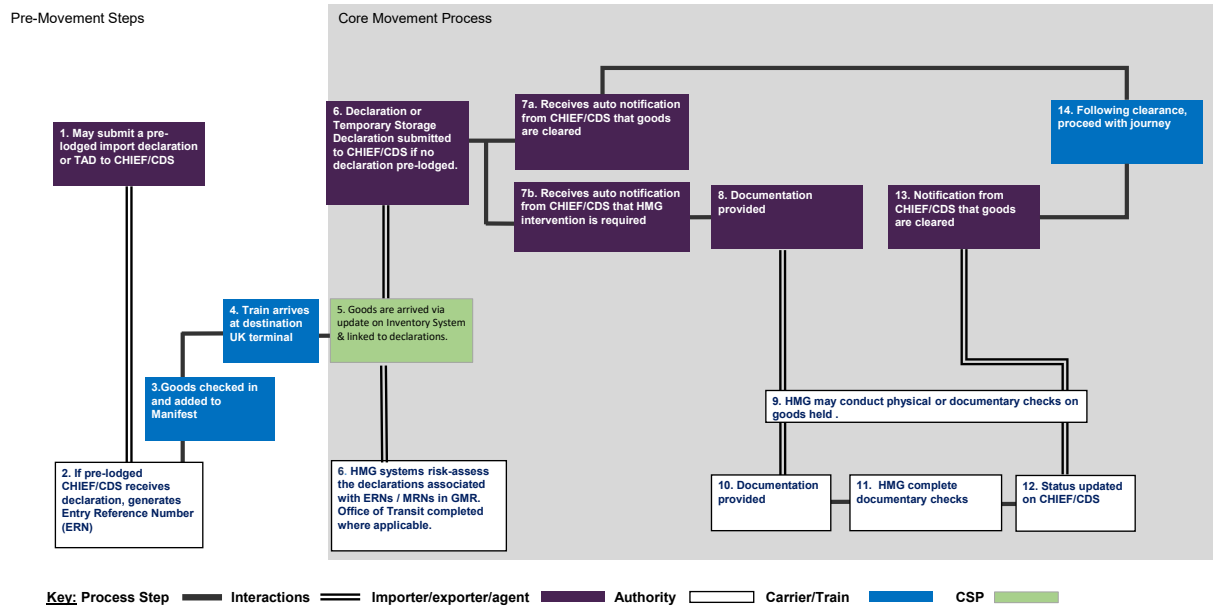 Pre-Movement Steps
Core Movement Process
1. May submit a pre-
lodged import declaration
or TAD to CHIEF/CDS
2. If pre-lodged
CHIEF/CDS receives
declaration, generates
Entry Reference Number
(ERN)
3.Goods checked in
and added to
Manifest
4. Train arrives
at destination
UK terminal
5. Goods are arrived via
update on Inventory System
& linked to declarations.
6. Declaration or
Temporary Storage
Declaration submitted
to CHIEF/CDS if no
declaration pre-lodged.
6. HMG systems risk-assess
the declarations associated
with ERNs / MRNs in GMR.
Office of Transit completed
where applicable.
7a. Receives auto notification
from CHIEF/CDS that goods
are cleared
7b. Receives auto notification
from CHIEF/CDS that HMG
intervention is required
8. Documentation
provided
9. HMG may conduct physical or documentary checks on
goods held .
10. Documentation
provided
11. HMG complete
documentary checks
12. Status updated
on CHIEF/CDS
13. Notification from
CHIEF/CDS that goods
are cleared
14. Following clearance,
proceed with journey
Key: Process Step Interactions Importer/exporter/agent Authority Carrier/Train CSP